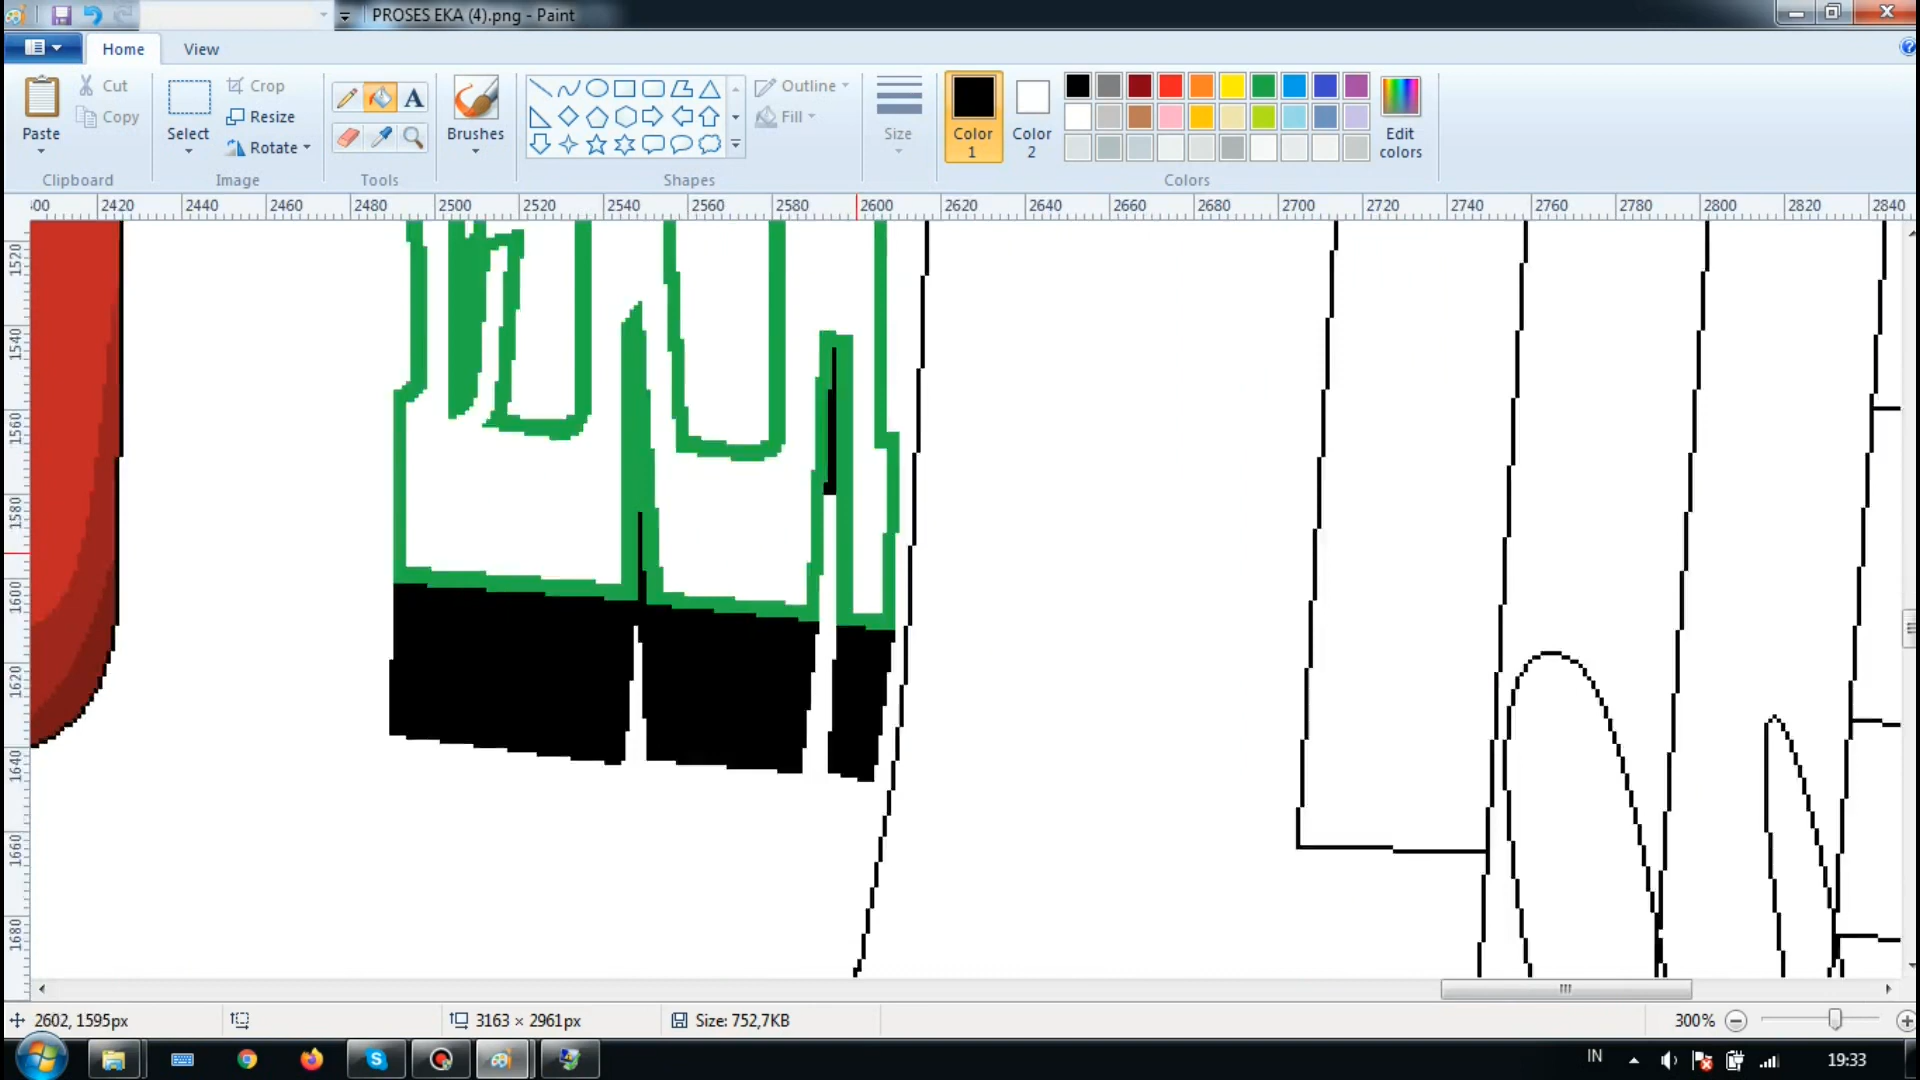 PROSES EKA (4).png - Paint
Home
View
Paste
Cut
Copy
Clipboard
Select
Crop
Resize
Rotate
Image
A
Tools
Brushes
Shapes
Outline
Fill
Size
Color 1
Color 2
Edit colors
Colors
2420 2440 2460 2480 2500 2520 2540 2560 2580 2600 2620 2640 2660 2680 2700 2720 2740 2760 2780 2800 2820 2840
1520
1540
1560
1580
1600
1620
1640
1660
1680
2602, 1595px
3163 × 2961px
Size: 752,7KB
300%
IN
19:33